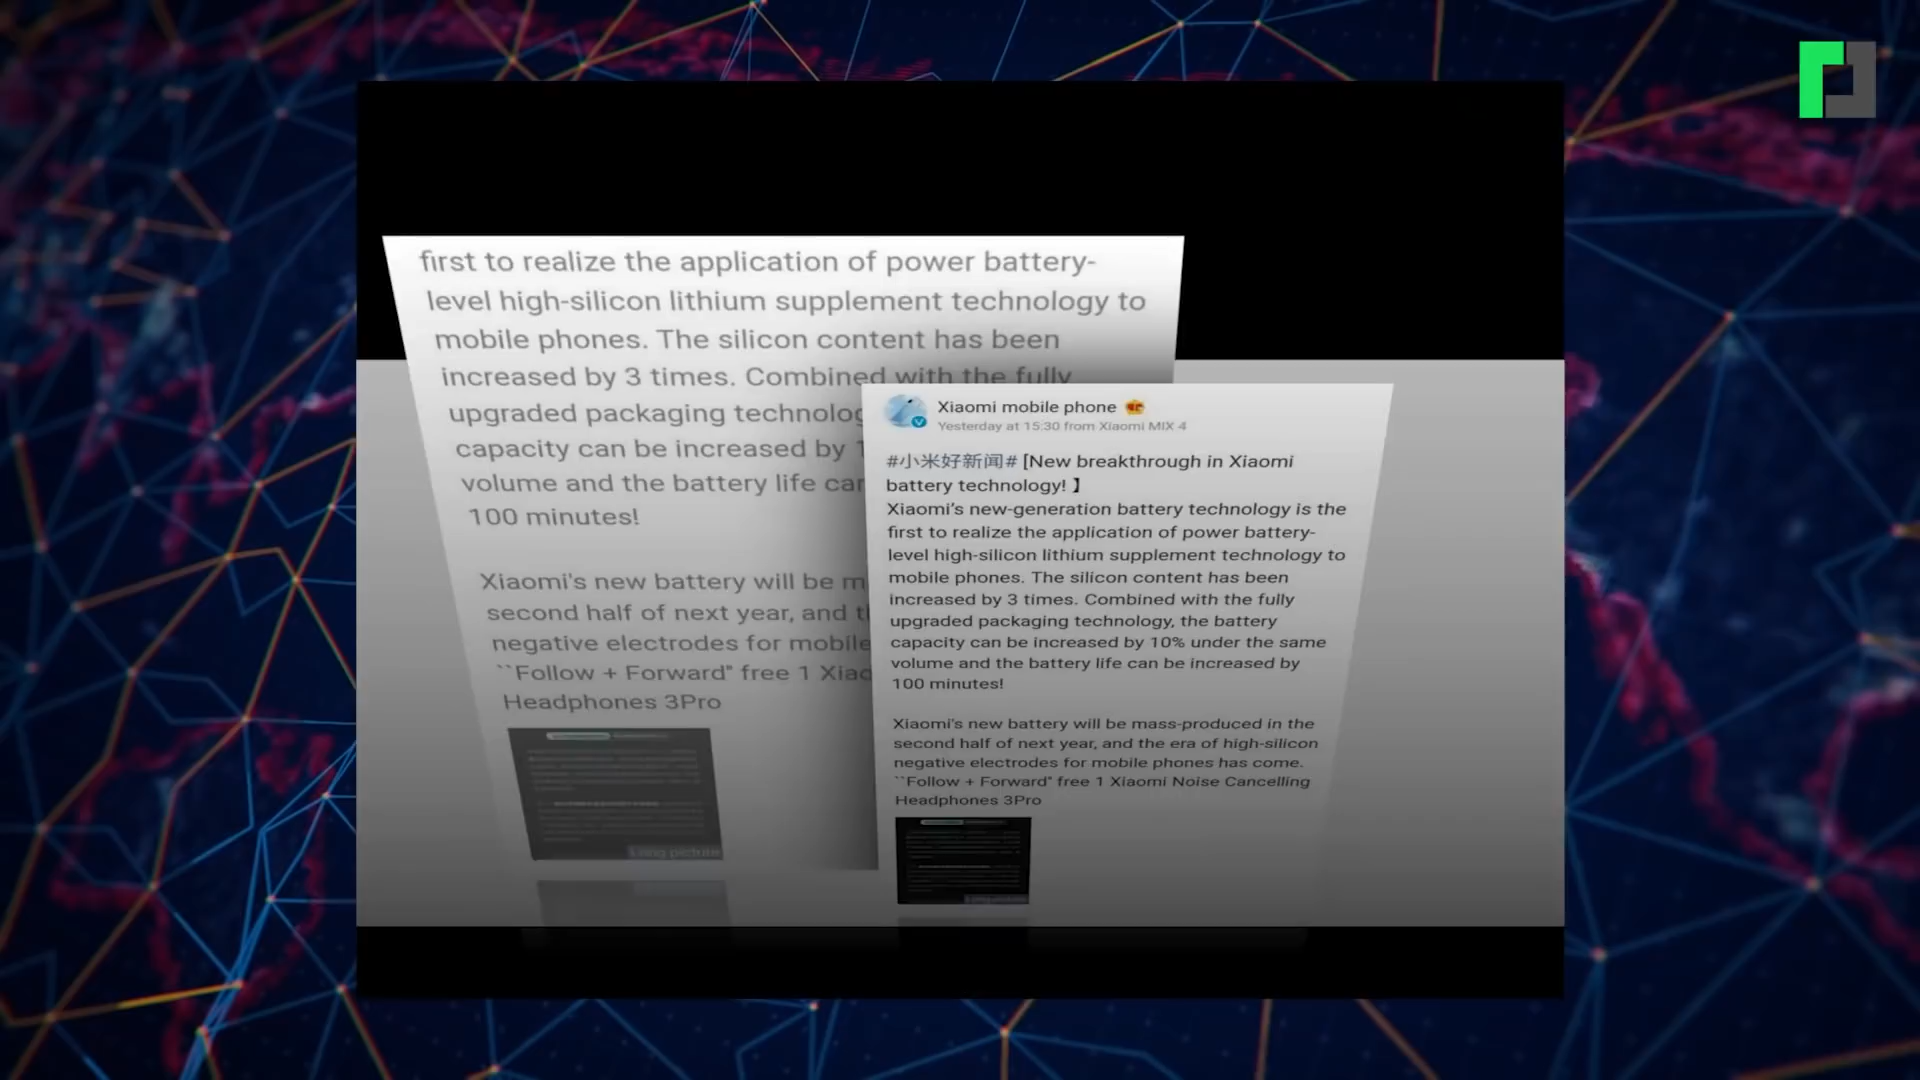 first to realize the application of power battery-
level high-silicon lithium supplement technology to
mobile phones. The silicon content has been
increased by 3 times. Combined with the fully
upgraded packaging
capacity can be increased by
volume and the battery life
100 minutes!
Xiaomi's new battery will be
second half of next year, and
negative electrodes for mobile
``Follow + Forward" free 1
Headphones 3Pro
Long picture
Xiaomi mobile phone
Yesterday at 15:30 from Xiaomi MIX 4
#小米好新闻# [New breakthrough in Xiaomi
battery technology! 】
Xiaomi's new-generation battery technology is the
first to realize the application of power battery-
level high-silicon lithium supplement technology to
mobile phones. The silicon content has been
increased by 3 times. Combined with the fully
upgraded packaging technology, the battery
capacity can be increased by 10% under the same
volume and the battery life can be increased by
100 minutes!
Xiaomi's new battery will be mass-produced in the
second half of next year, and the era of high-silicon
negative electrodes for mobile phones has come.
``Follow + Forward" free 1 Xiaomi Noise Cancelling
Headphones 3Pro